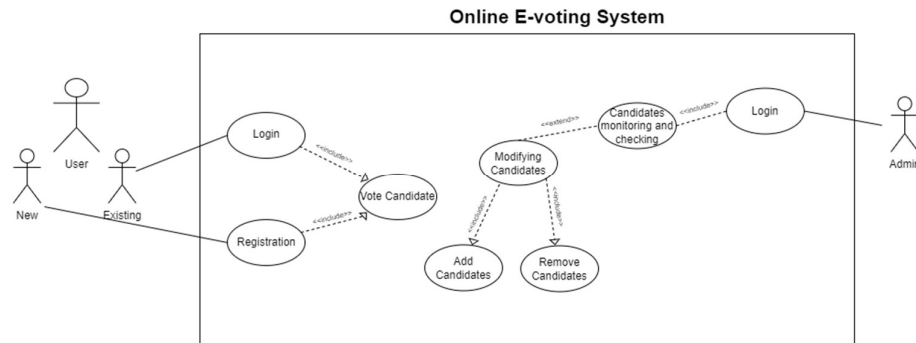 Online E-voting System
User
New
Existing
Login
<<include>>
Vote Candidate
<<include>>
Registration
Modifying
Candidates
<<extend>>
Candidates
monitoring and
checking
<<include>>
Login
Admin
<<include>>
<<include>>
Add
Candidates
Remove
Candidates